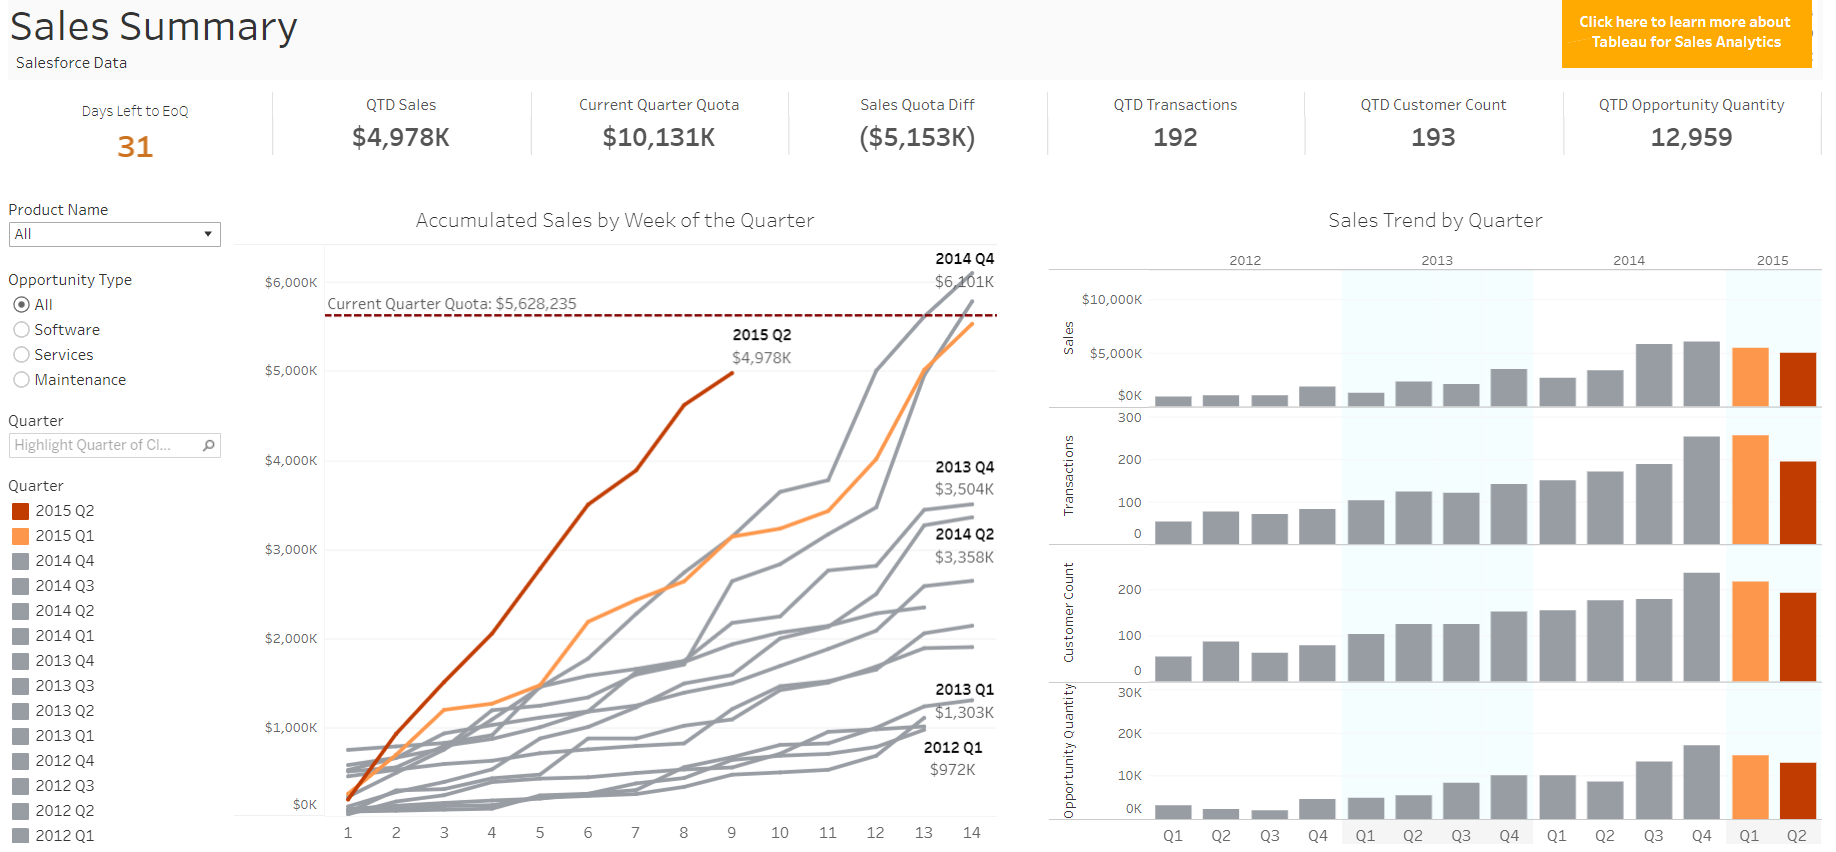 Sales Summary
Salesforce Data
Click here to learn more about
Tableau for Sales Analytics
Days Left to EoQ
31
QTD Sales
$4,978K
Current Quarter Quota
$10,131K
Sales Quota Diff
($5,153K)
QTD Transactions
192
QTD Customer Count
193
QTD Opportunity Quantity
12,959
Product Name
All
Opportunity Type
All
Software
Services
Maintenance
Quarter
Highlight Quarter of Cl...
Quarter
2015 Q2
2015 Q1
2014 Q4
2014 Q3
2014 Q2
2014 Q1
2013 Q4
2013 Q3
2013 Q2
2013 Q1
2012 Q4
2012 Q3
2012 Q2
2012 Q1
Accumulated Sales by Week of the Quarter
$6,000K
$5,000K
$4,000K
$3,000K
$2,000K
$1,000K
$0K
Current Quarter Quota: $5,628,235
2014 Q4
$6,101K
2015 Q2
$4,978K
2013 Q4
$3,504K
2014 Q2
$3,358K
2013 Q1
$1,303K
2012 Q1
$972K
1 2 3 4 5 6 7 8 9 10 11 12 13 14
Sales Trend by Quarter
2012 2013 2014 2015
Sales
$10,000K
$5,000K
$0K
Transactions
300
200
100
0
Customer Count
200
100
0
Opportunity Quantity
30K
20K
10K
0K
Q1 Q2 Q3 Q4 Q1 Q2 Q3 Q4 Q1 Q2 Q3 Q4 Q1 Q2